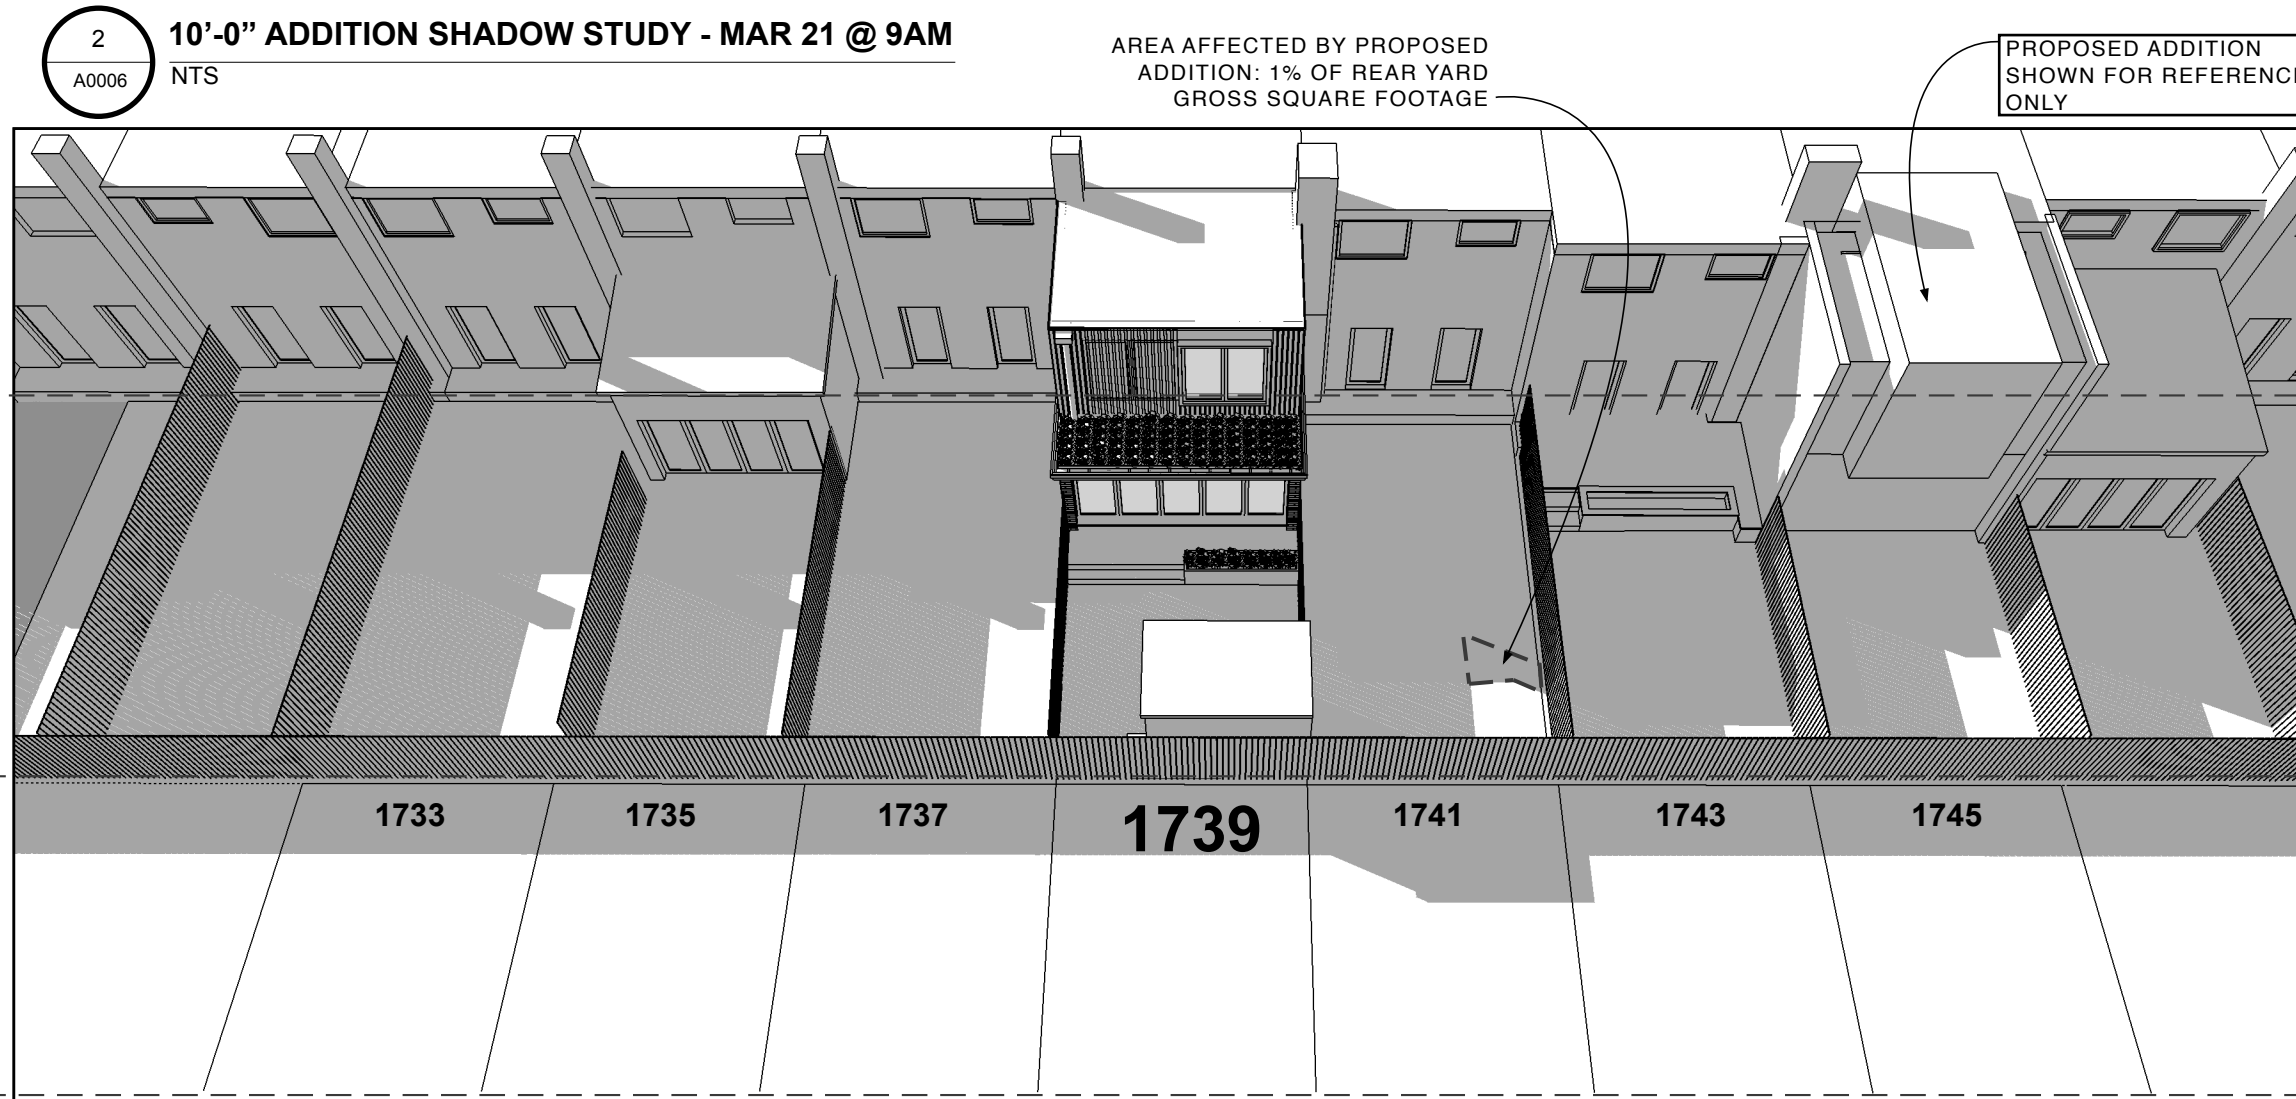 2
A0006
10’-0” ADDITION SHADOW STUDY - MAR 21 @ 9AM
NTS
AREA AFFECTED BY PROPOSED
ADDITION: 1% OF REAR YARD
GROSS SQUARE FOOTAGE
PROPOSED ADDITION
SHOWN FOR REFERENC
ONLY
1733
1735
1737
1739
1741
1743
1745